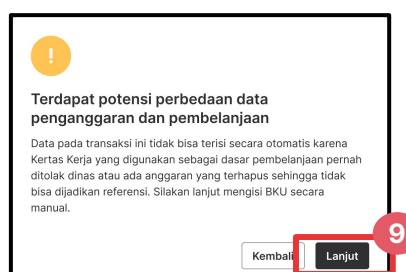 !
Terdapat potensi perbedaan data
penganggaran dan pembelanjaan
Data pada transaksi ini tidak bisa terisi secara otomatis karena
Kertas Kerja yang digunakan sebagai dasar pembelanjaan pernah
ditolak dinas atau ada anggaran yang terhapus sehingga tidak
bisa dijadikan referensi. Silakan lanjut mengisi BKU secara
manual.
Kembali Lanjut
9